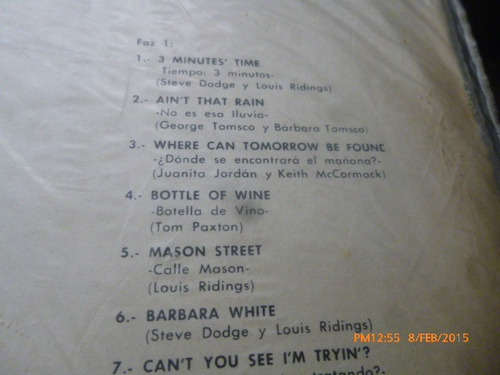 Faz 1:
1.- 3 MINUTES' TIME
Tiempo: 3 minutos-
(Steve Dodge y Louis Ridings)
2.- AIN'T THAT RAIN
-No es esa lluvia-
(George Tomsco y Bárbara Tomsco)
3.- WHERE CAN TOMORROW BE FOUND
-¿Dónde se encontrará el mañana?-
(Juanita Jordán y Keith McCormack)
4.- BOTTLE OF WINE
-Botella de Vino-
(Tom Paxton)
5.- MASON STREET
-Calle Mason-
(Louis Ridings)
6.- BARBARA WHITE
(Steve Dodge y Louis Ridings)
7.- CAN'T YOU SEE I'M TRYIN'?
PM12:55 8/FEB/2015